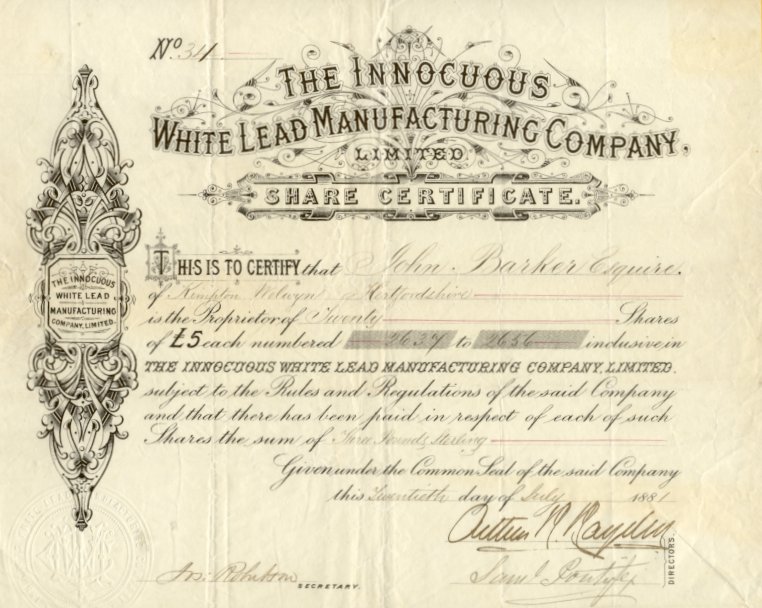 No. 34
THE INNOCUOUS
WHITE LEAD MANUFACTURING COMPANY,
LIMITED.
SHARE CERTIFICATE.
THE INNOCUOUS
WHITE LEAD
MANUFACTURING
COMPANY, LIMITED.
THIS IS TO CERTIFY that John Barker Esquire.
of Kimpton Welwyn Hertfordshire
is the Proprietor of Twenty Shares
of £5 each numbered 2637 to 2656 inclusive in
THE INNOCUOUS WHITE LEAD MANUFACTURING COMPANY, LIMITED.
subject to the Rules and Regulations of the said Company
and that there has been paid in respect of each of such
Shares the sum of Three Pounds Sterling
Given under the Common Seal of the said Company
this Twentieth day of July 1881
Arthur
Saml.
DIRECTORS.
Jos: Robinson
SECRETARY.